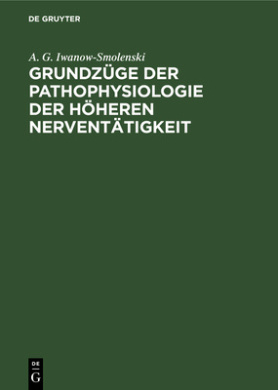 DE GRUYTER
A. G. Iwanow-Smolenski
GRUNDZÜGE DER
PATHOPHYSIOLOGIE
DER HÖHEREN
NERVENTÄTIGKEIT
DE
G